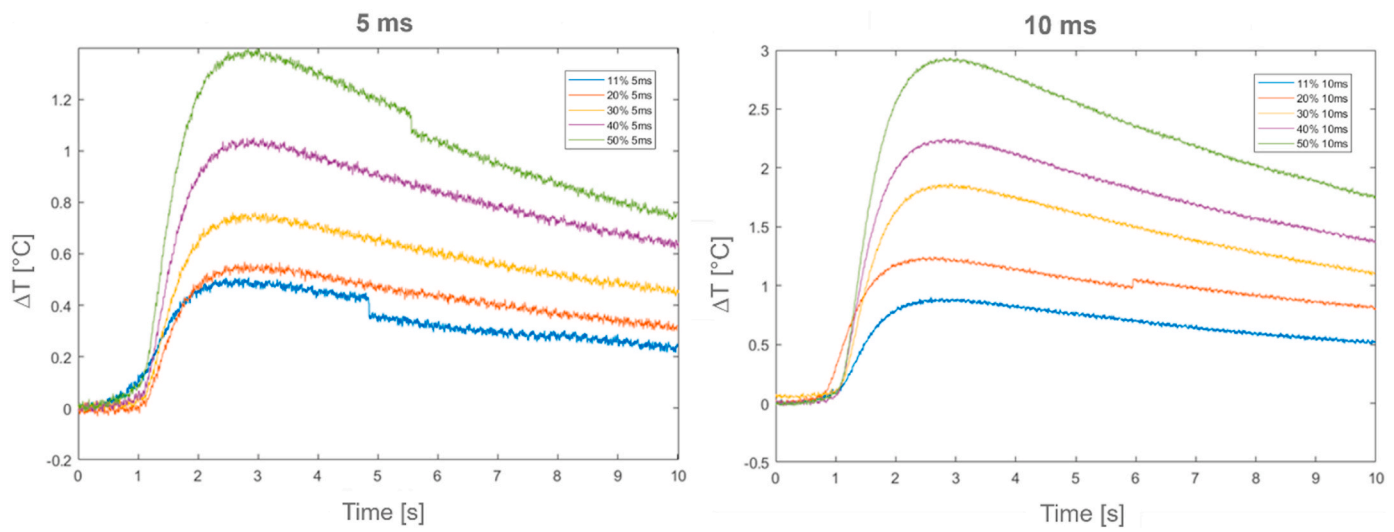 5 ms
1.2
1
0.8
0.6
0.4
0.2
0
-0.2
ΔT [°C]
11% 5ms
20% 5ms
30% 5ms
40% 5ms
50% 5ms
0 1 2 3 4 5 6 7 8 9 10
Time [s]
10 ms
3
2.5
2
1.5
1
0.5
0
-0.5
ΔT [°C]
11% 10ms
20% 10ms
30% 10ms
40% 10ms
50% 10ms
0 1 2 3 4 5 6 7 8 9 10
Time [s]